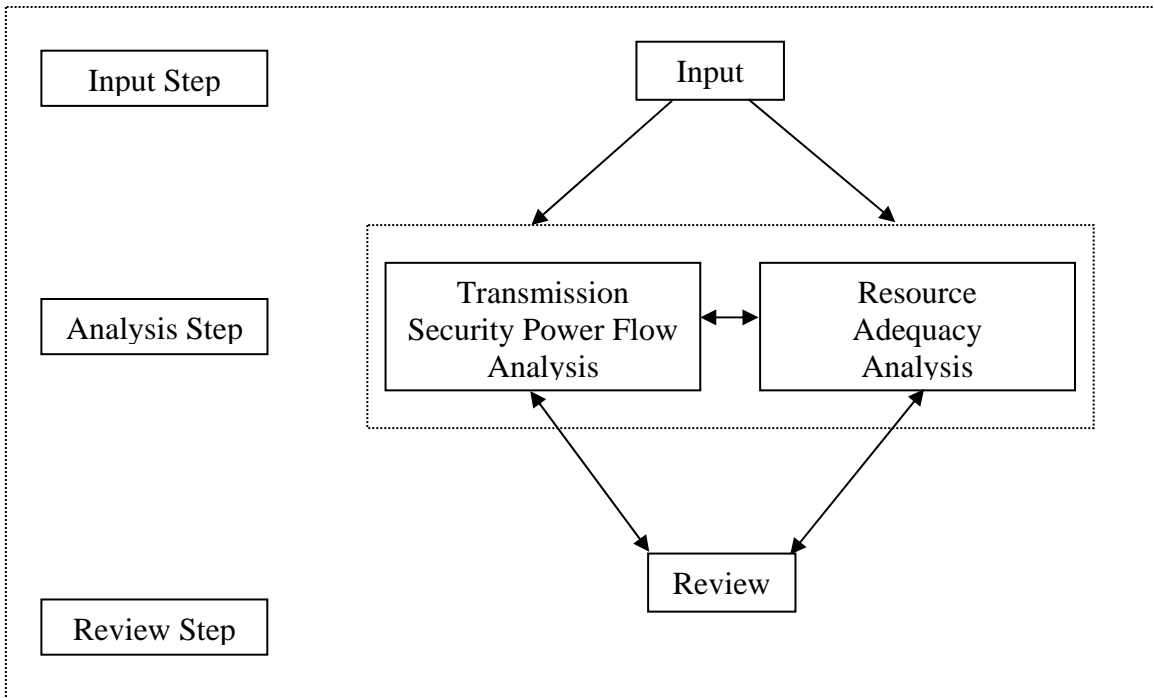 Input Step
Input
Transmission
Security Power Flow
Analysis
Resource
Adequacy
Analysis
Analysis Step
Review
Review Step